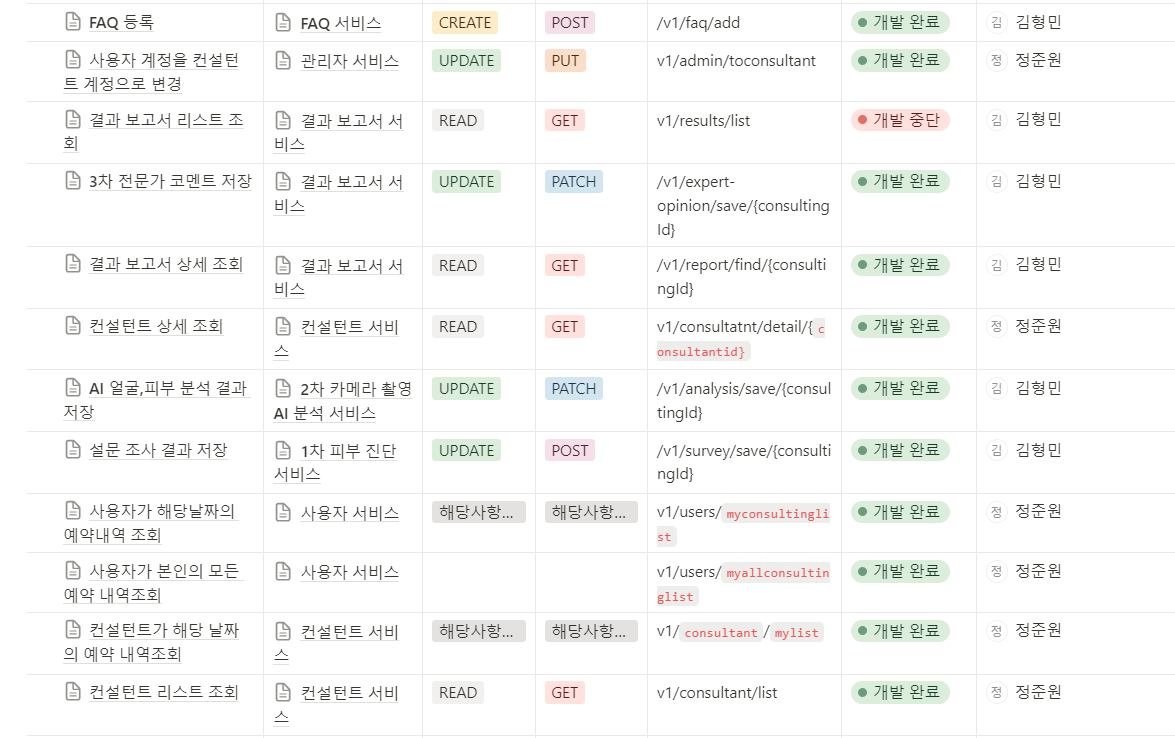 FAQ 등록 FAQ 서비스 CREATE POST /v1/faq/add 개발 완료 김 김형민
사용자 계정을 컨설턴 관리자 서비스 UPDATE PUT v1/admin/toconsultant 개발 완료 정 정준원
트 계정으로 변경
결과 보고서 리스트 조 결과 보고서 서 READ GET v1/results/list 개발 중단 김 김형민
회 비스
3차 전문가 코멘트 저장 결과 보고서 서 UPDATE PATCH /v1/expert- 개발 완료 김 김형민
비스 opinion/save/{consulting
Id}
결과 보고서 상세 조회 결과 보고서 서 READ GET /v1/report/find/{consulti 개발 완료 김 김형민
비스 ngId}
컨설턴트 상세 조회 컨설턴트 서비 READ GET v1/consultatnt/detail/{c 개발 완료 정 정준원
스 onsultantid}
AI 얼굴,피부 분석 결과 2차 카메라 촬영 UPDATE PATCH /v1/analysis/save/{consul 개발 완료 김 김형민
저장 AI 분석 서비스 tingId}
설문 조사 결과 저장 1차 피부 진단 UPDATE POST /v1/survey/save/{consulti 개발 완료 김 김형민
서비스 ngId}
사용자가 해당날짜의 사용자 서비스 해당사항... 해당사항... v1/users/myconsultingli 개발 완료 정 정준원
예약내역 조회 st
사용자가 본인의 모든 사용자 서비스 v1/users/myallconsultin 개발 완료 정 정준원
예약 내역조회 glist
컨설턴트가 해당 날짜 컨설턴트 서비 해당사항... 해당사항... v1/consultant/mylist 개발 완료 정 정준원
의 예약 내역조회 스
컨설턴트 리스트 조회 컨설턴트 서비 READ GET v1/consultant/list 개발 완료 정 정준원
스